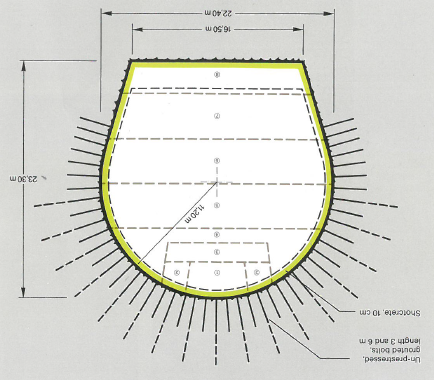 Un-prestressed,
grouted bolts,
length 3 and 6 m
Shotcrete, 10 cm
11.20 m
23.30 m
16.50 m
22.40 m